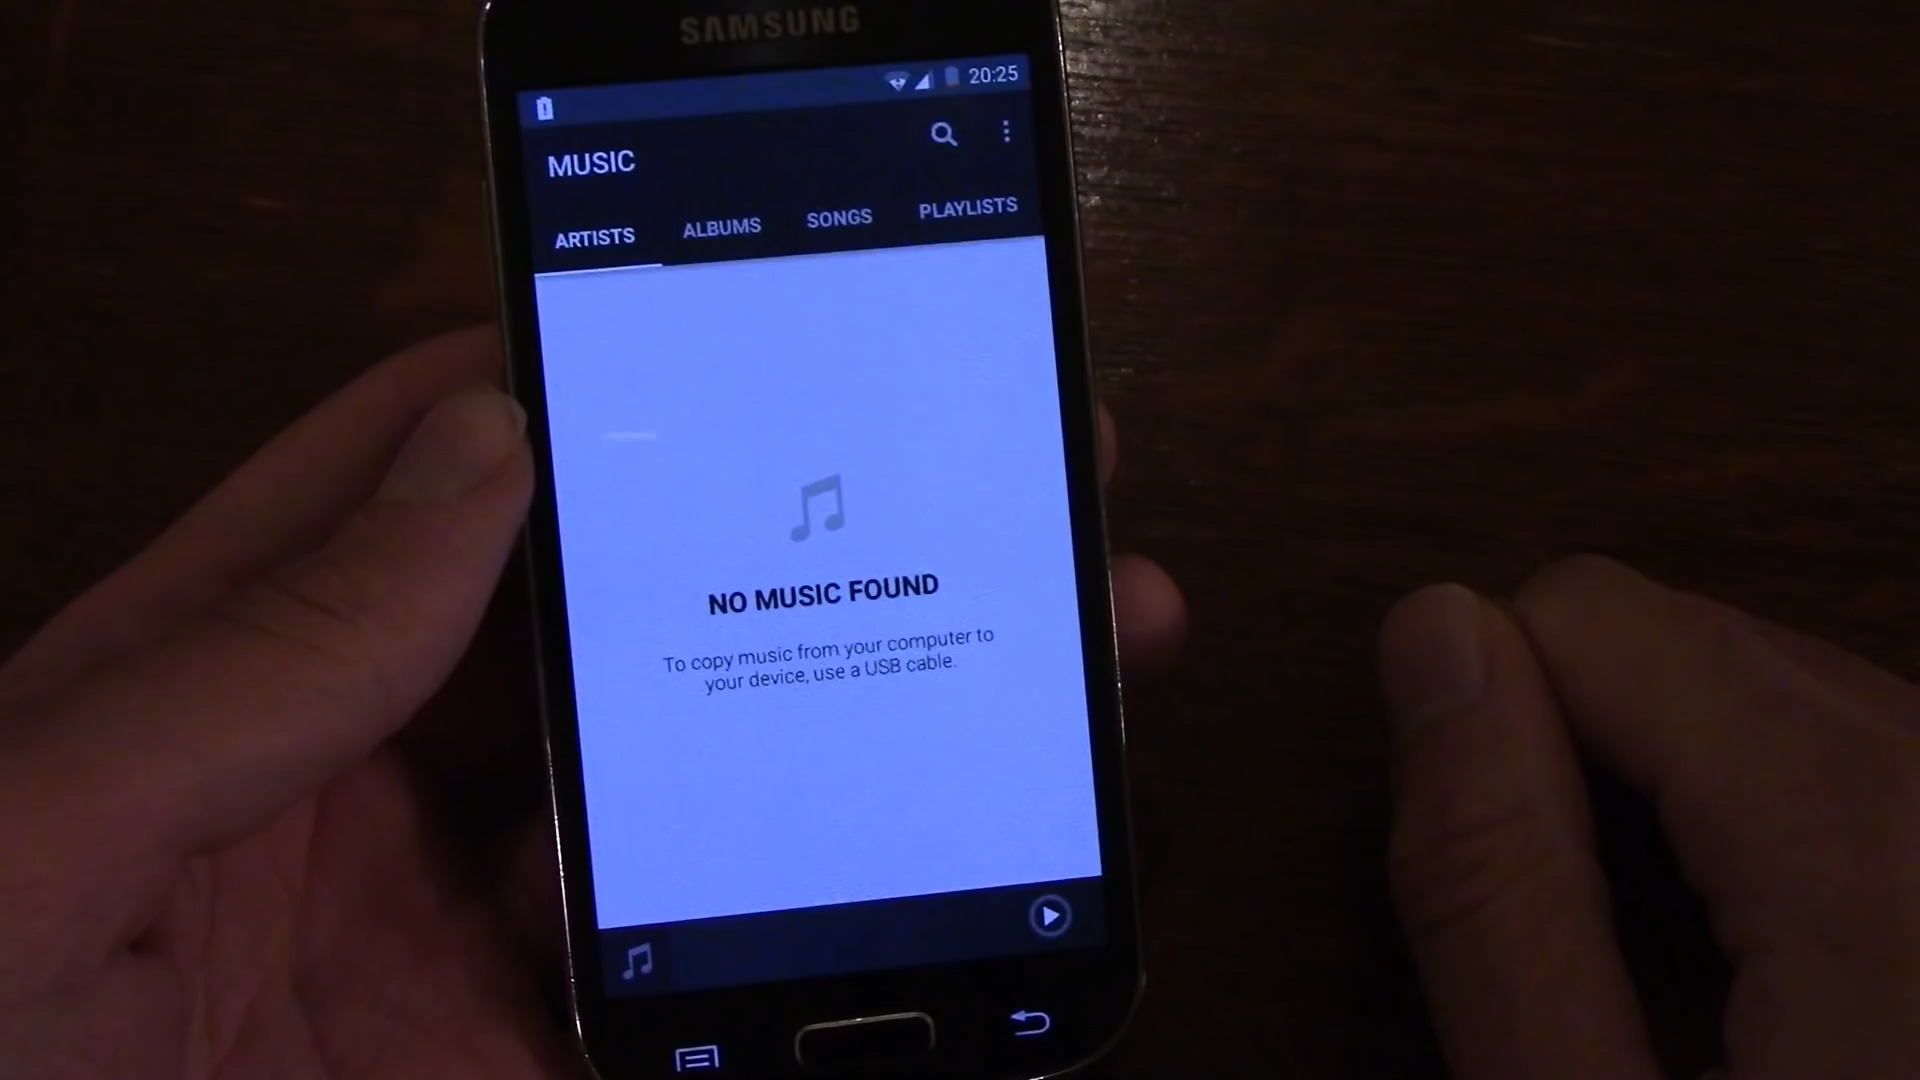 SAMSUNG
20:25
MUSIC
ARTISTS ALBUMS SONGS PLAYLISTS
NO MUSIC FOUND
To copy music from your computer to
your device, use a USB cable.